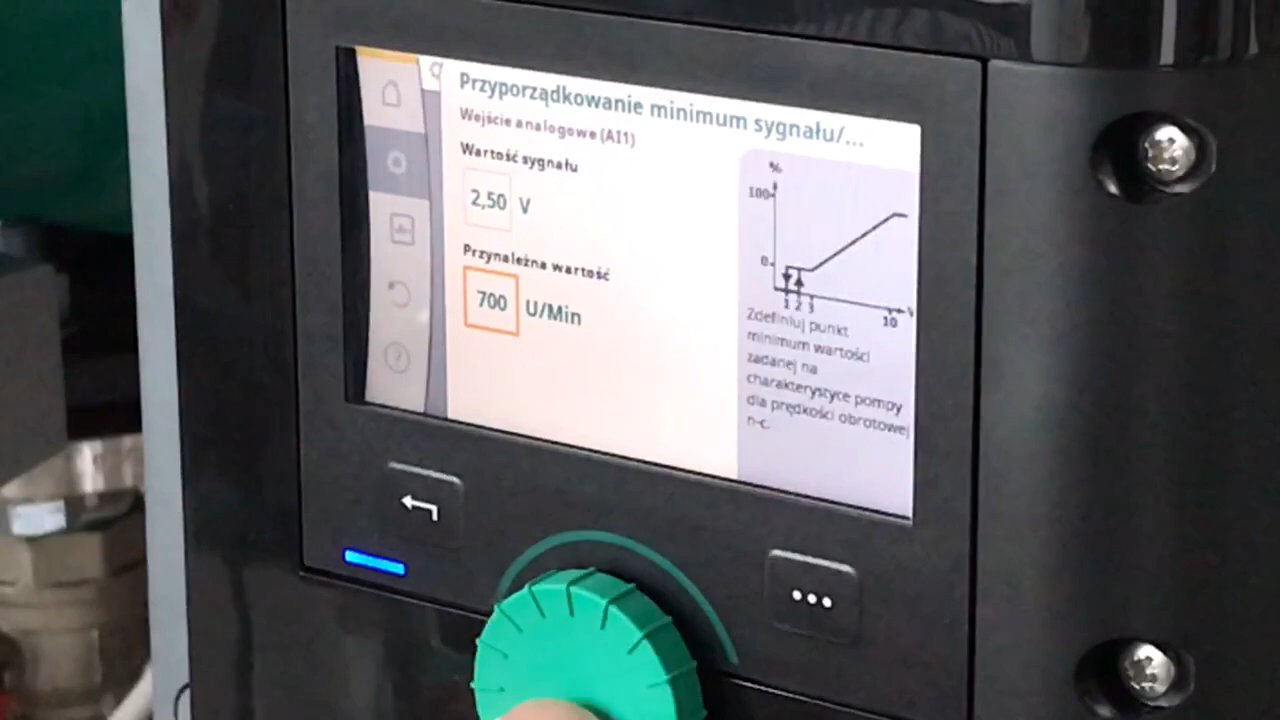 Przyporządkowanie minimum sygnału/...
Wejście analogowe (AI1)
Wartość sygnału
2,50 V
Przynależna wartość
700 U/Min
%
100
0
1 2 3
10
V
Zdefiniuj punkt
minimum wartości
zadanej na
charakterystyce pompy
dla prędkości obrotowej
n-c.
?